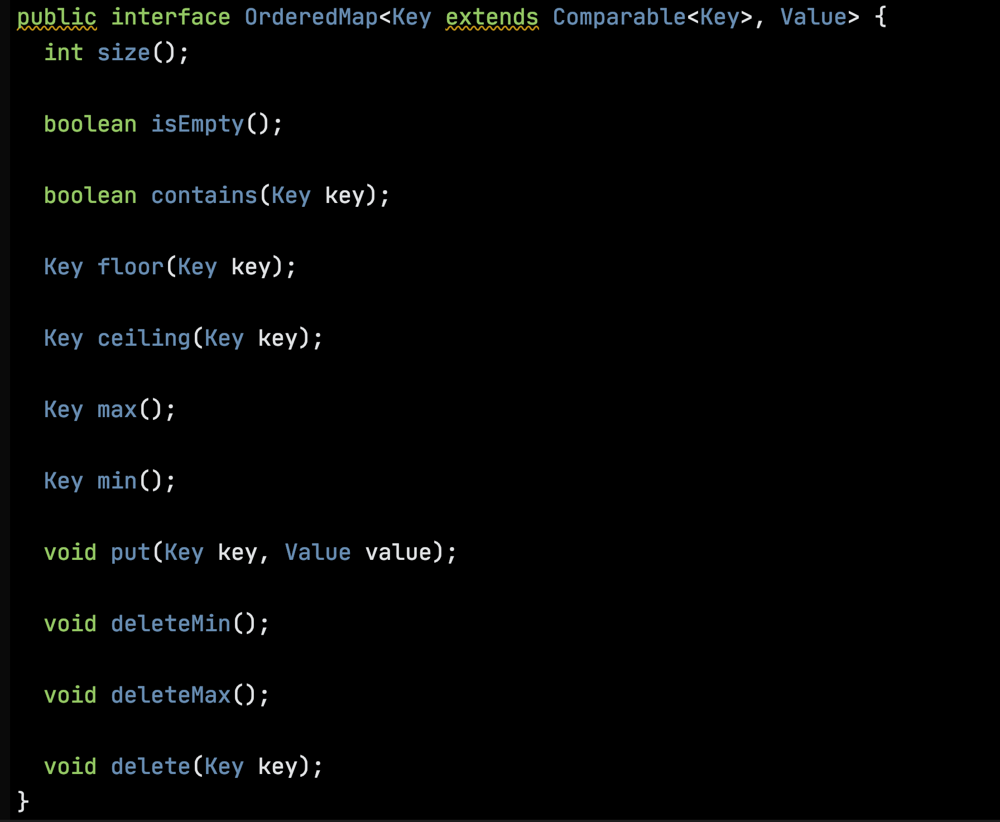 public interface OrderedMap<Key extends Comparable<Key>, Value> {
  int size();

  boolean isEmpty();

  boolean contains(Key key);

  Key floor(Key key);

  Key ceiling(Key key);

  Key max();

  Key min();

  void put(Key key, Value value);

  void deleteMin();

  void deleteMax();

  void delete(Key key);
}